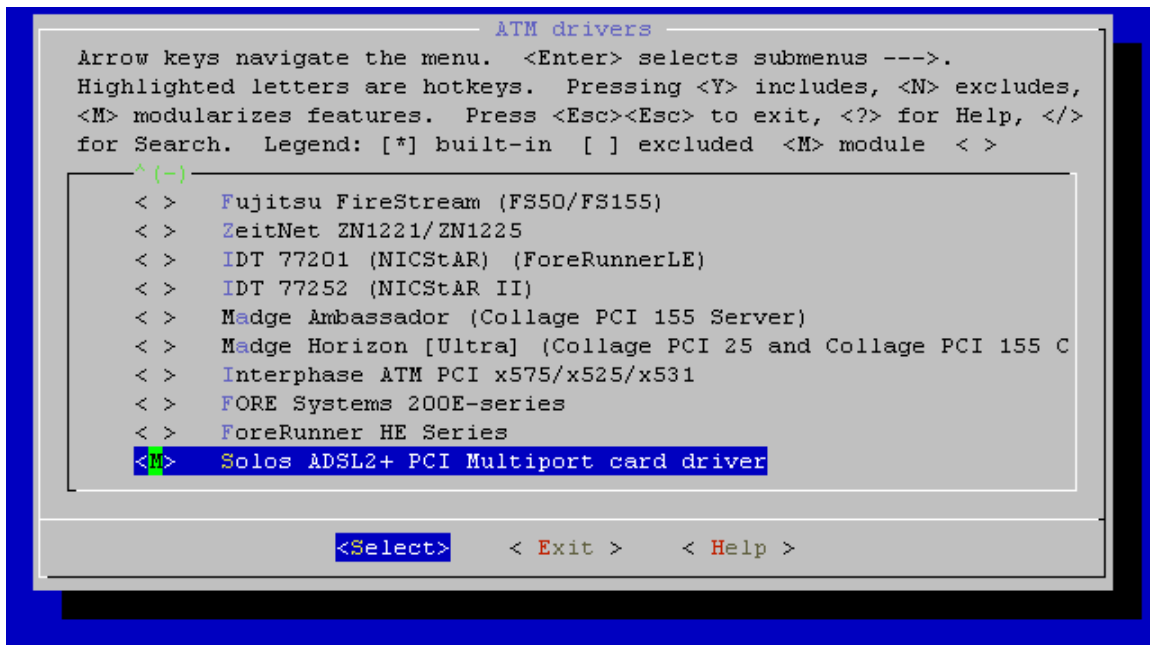 ATM drivers
Arrow keys navigate the menu.  <Enter> selects submenus --->.
Highlighted letters are hotkeys.  Pressing <Y> includes, <N> excludes,
<M> modularizes features.  Press <Esc><Esc> to exit, <?> for Help, </>
for Search.  Legend: [*] built-in  [ ] excluded  <M> module  < >
^(-)
< >   Fujitsu FireStream (FS50/FS155)
< >   ZeitNet ZN1221/ZN1225
< >   IDT 77201 (NICStAR) (ForeRunnerLE)
< >   IDT 77252 (NICStAR II)
< >   Madge Ambassador (Collage PCI 155 Server)
< >   Madge Horizon [Ultra] (Collage PCI 25 and Collage PCI 155 C
< >   Interphase ATM PCI x575/x525/x531
< >   FORE Systems 200E-series
< >   ForeRunner HE Series
<M>   Solos ADSL2+ PCI Multiport card driver
<Select>    < Exit >    < Help >